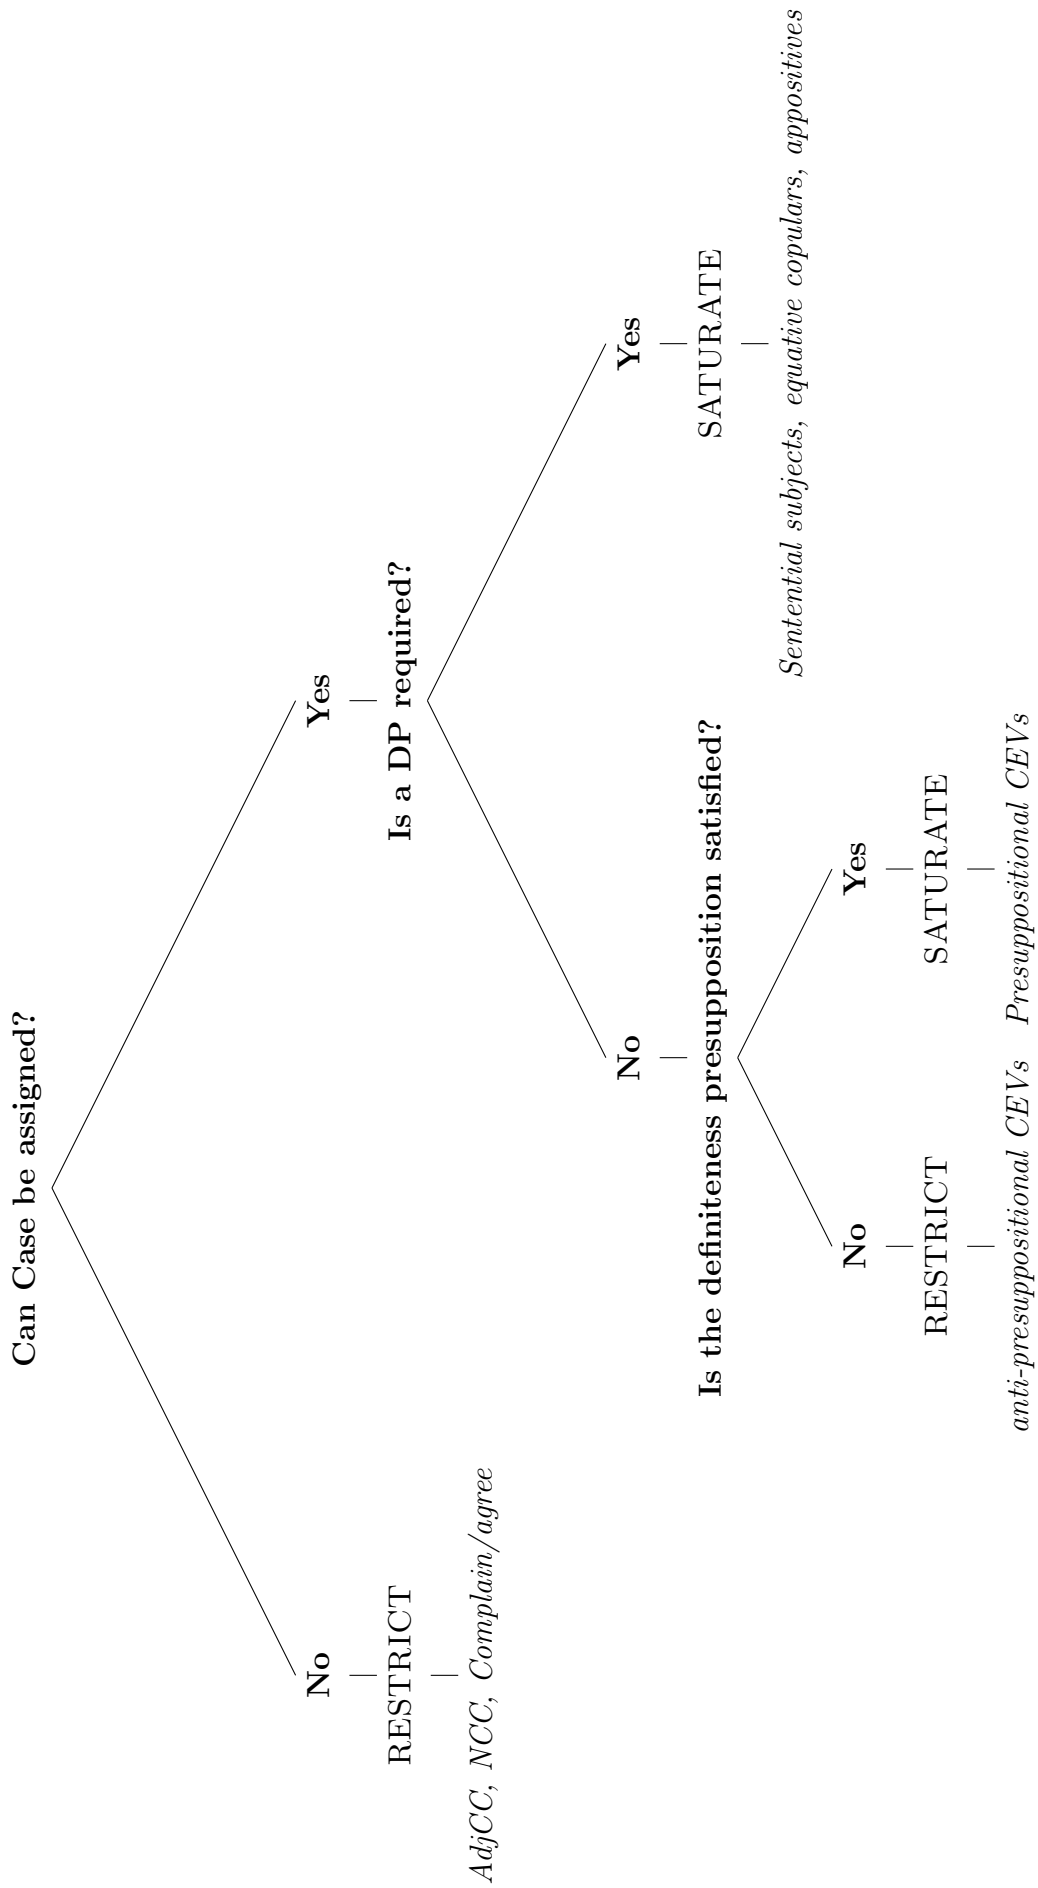 Can Case be assigned?
No
Yes
RESTRICT
Is a DP required?
AdjCC, NCC, Complain/agree
No
Yes
Is the definiteness presupposition satisfied?
SATURATE
Sentential subjects, equative copulars, appositives
No
Yes
RESTRICT
SATURATE
anti-presuppositional CEVs
Presuppositional CEVs